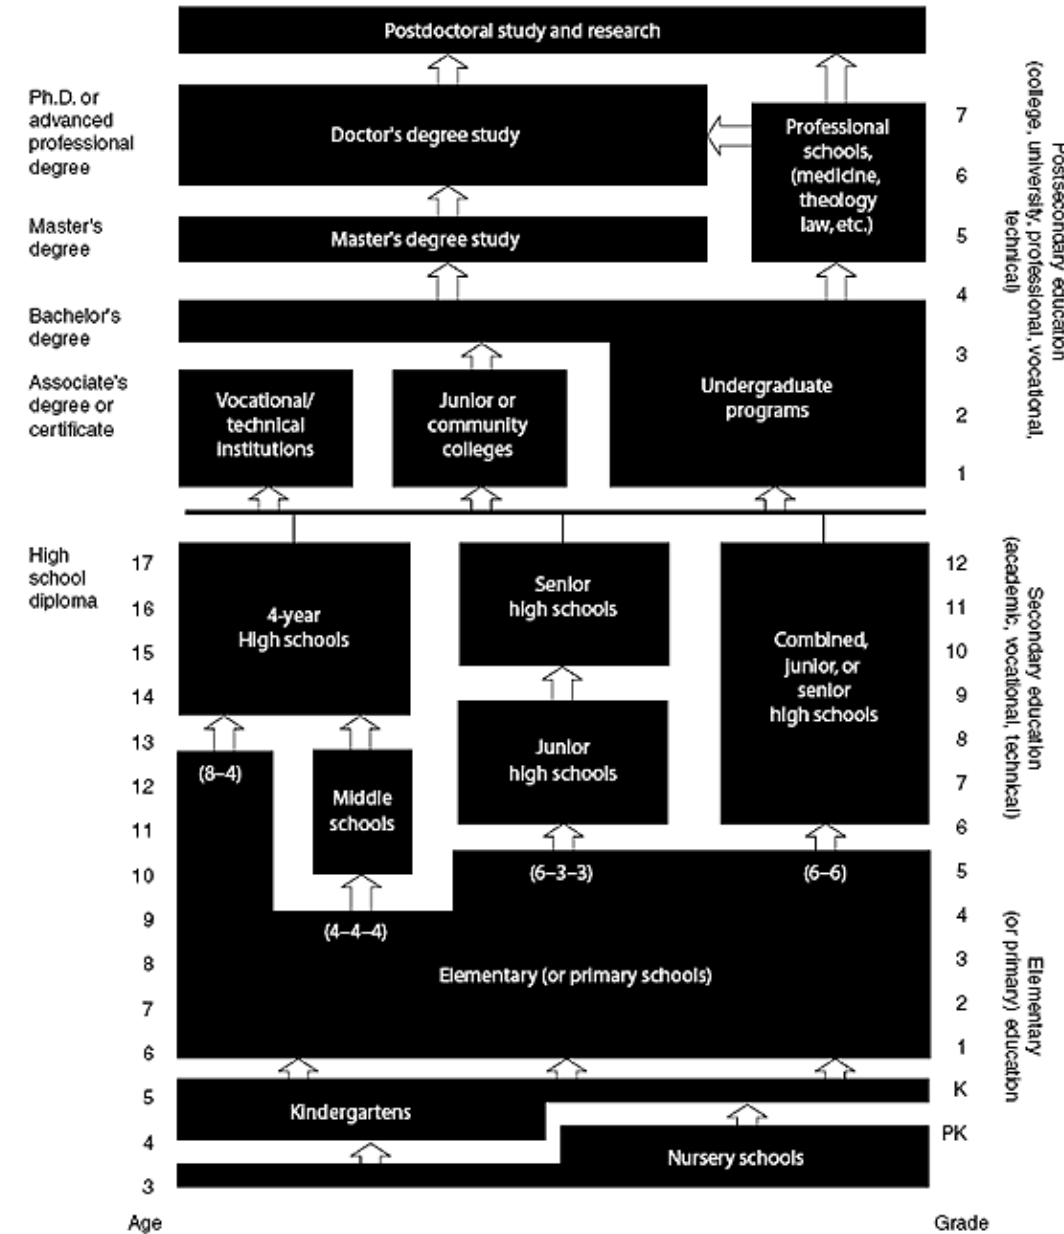 Postdoctoral study and research
Ph.D. or
advanced
professional
degree
Doctor's degree study
Professional
schools,
(medicine,
theology
law, etc.)
7
6
5
Master's
degree
Master's degree study
4
Bachelor's
degree
3
Associate's
degree or
certificate
Vocational/
technical
institutions
Junior or
community
colleges
Undergraduate
programs
2
1
Postsecondary education
(college, university, professional, vocational,
technical)
High
school
diploma
17
16
15
14
13
12
11
10
9
8
7
6
5
4
3
Age
4-year
High schools
Senior
high schools
Combined,
junior, or
senior
high schools
Junior
high schools
(8–4)
Middle
schools
(6–3–3)
(6–6)
(4–4–4)
Elementary (or primary schools)
Kindergartens
Nursery schools
12
11
10
9
8
7
6
5
4
3
2
1
K
PK
Grade
Secondary education
(academic, vocational, technical)
Elementary
(or primary) education